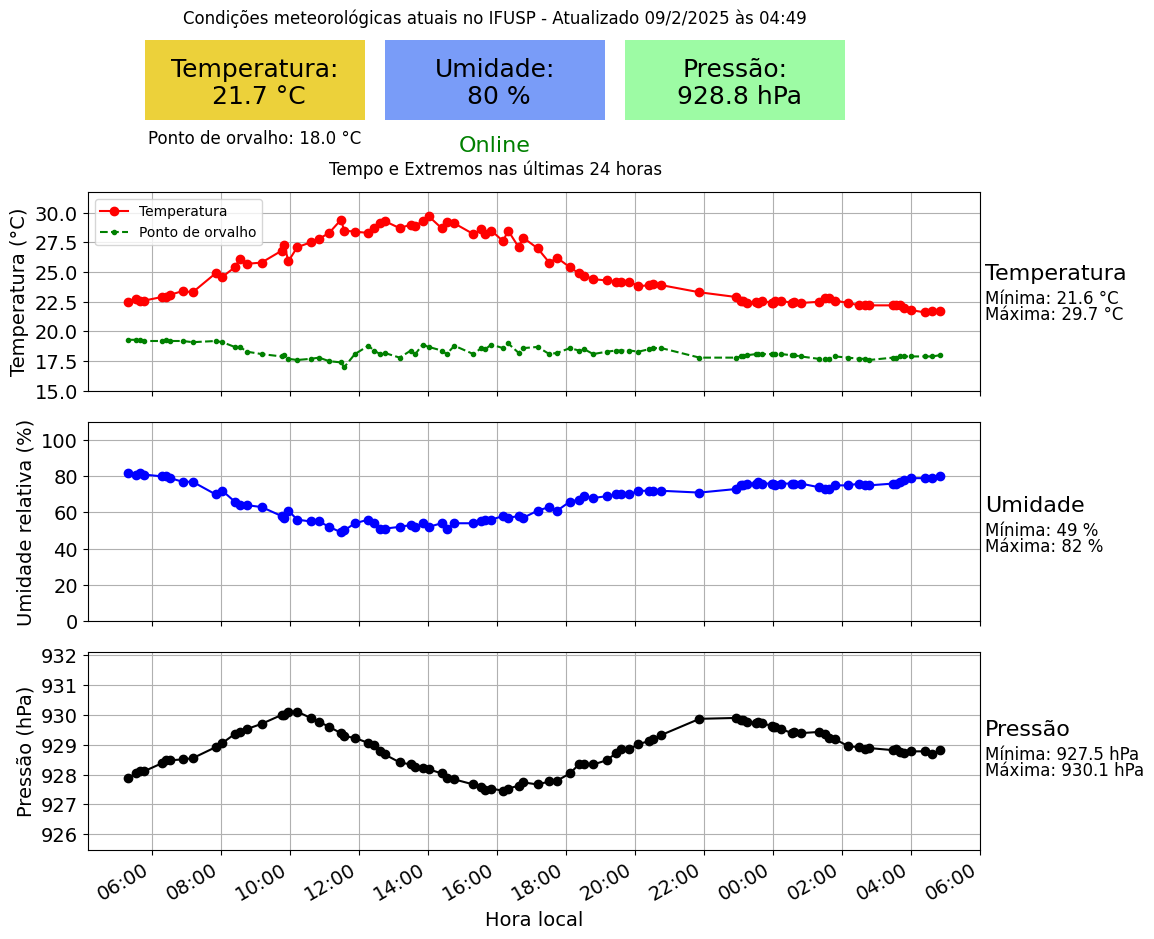 Condições meteorológicas atuais no IFUSP - Atualizado 09/2/2025 às 04:49
Temperatura:
21.7 °C
Umidade:
80 %
Pressão:
928.8 hPa
Ponto de orvalho: 18.0 °C
Online
Tempo e Extremos nas últimas 24 horas
Temperatura (°C)
30.0
27.5
25.0
22.5
20.0
17.5
15.0
Temperatura
Ponto de orvalho
Temperatura
Mínima: 21.6 °C
Máxima: 29.7 °C
Umidade relativa (%)
100
80
60
40
20
0
Umidade
Mínima: 49 %
Máxima: 82 %
Pressão (hPa)
932
931
930
929
928
927
926
Pressão
Mínima: 927.5 hPa
Máxima: 930.1 hPa
06:00
08:00
10:00
12:00
14:00
16:00
18:00
20:00
22:00
00:00
02:00
04:00
06:00
Hora local